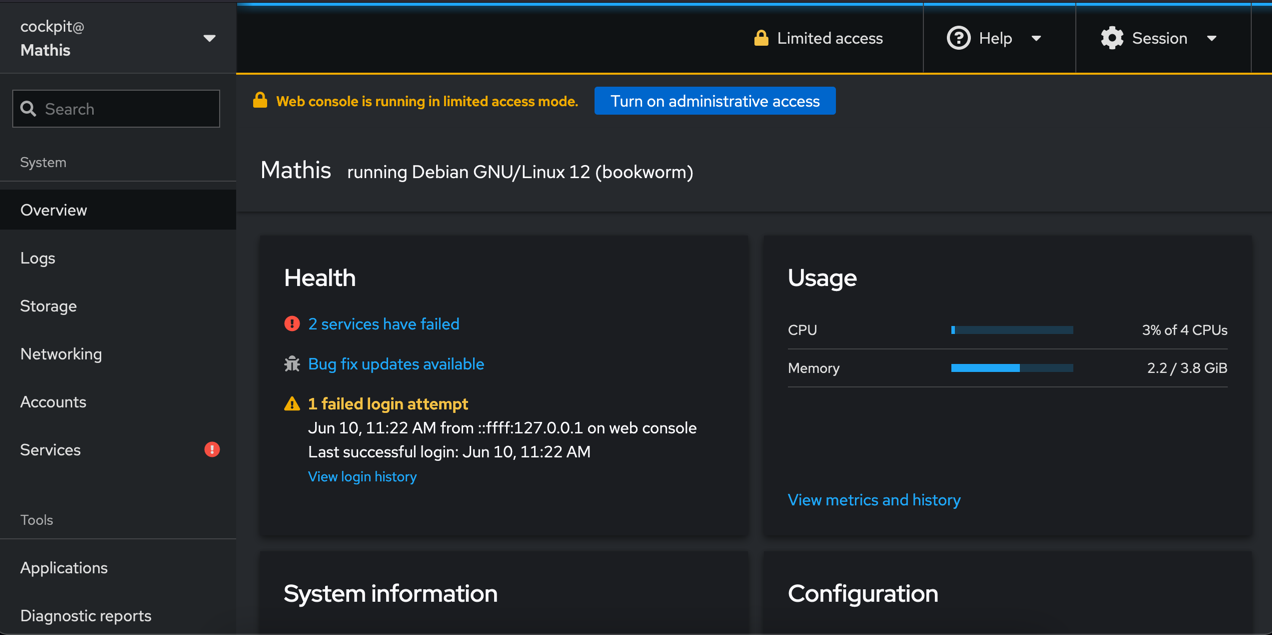 cockpit@
Mathis
Limited access
Help
Session
Search
Web console is running in limited access mode.
Turn on administrative access
System
Overview
Logs
Storage
Networking
Accounts
Services
Tools
Applications
Diagnostic reports
Mathis running Debian GNU/Linux 12 (bookworm)
Health
2 services have failed
Bug fix updates available
1 failed login attempt
Jun 10, 11:22 AM from ::ffff:127.0.0.1 on web console
Last successful login: Jun 10, 11:22 AM
View login history
Usage
CPU 3% of 4 CPUs
Memory 2.2 / 3.8 GiB
View metrics and history
System information
Configuration